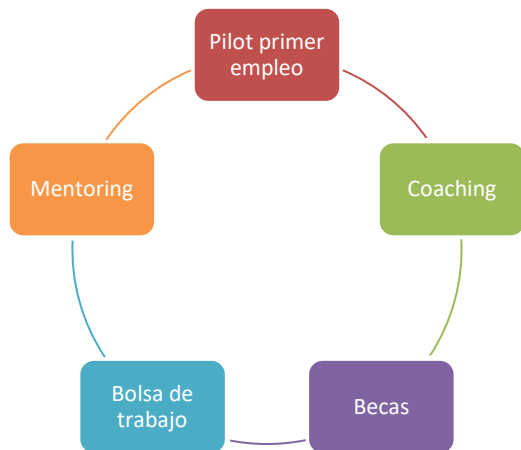 Pilot primer
empleo
Mentoring
Coaching
Bolsa de
trabajo
Becas